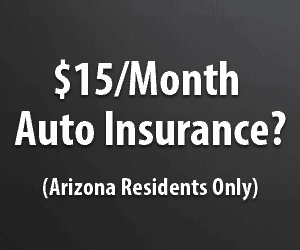 $15/Month
Auto Insurance?
(Arizona Residents Only)